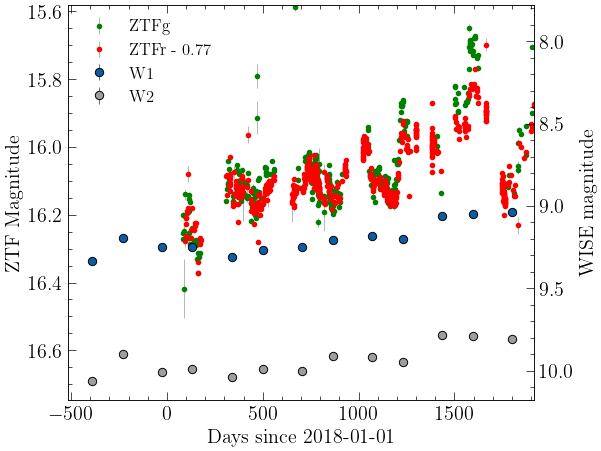 ZTFg
ZTFr - 0.77
W1
W2
15.6
15.8
16.0
16.2
16.4
16.6
ZTF Magnitude
8.0
8.5
9.0
9.5
10.0
WISE magnitude
−500
0
500
1000
1500
Days since 2018-01-01